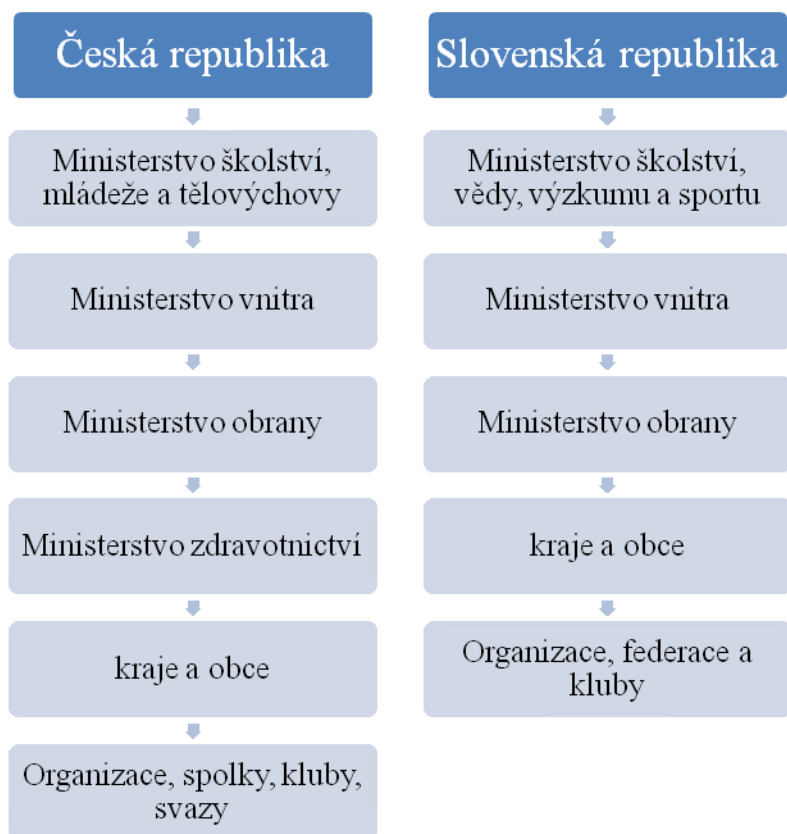 Česká republika
Ministerstvo školství,
mládeže a tělovýchovy
Ministerstvo vnitra
Ministerstvo obrany
Ministerstvo zdravotnictví
kraje a obce
Organizace, spolky, kluby,
svazy
Slovenská republika
Ministerstvo školství,
vědy, výzkumu a sportu
Ministerstvo vnitra
Ministerstvo obrany
kraje a obce
Organizace, federace a
kluby